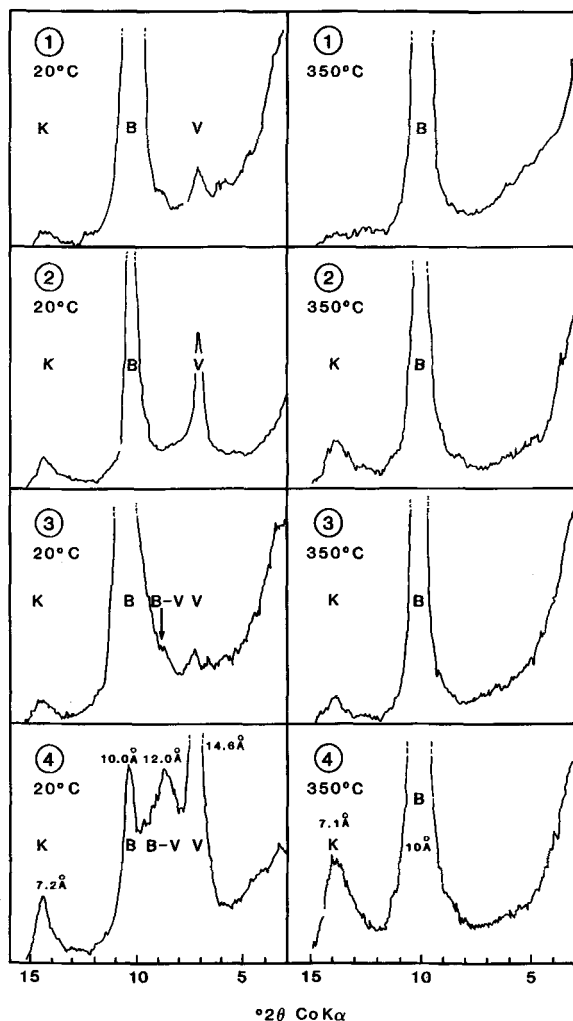 ① 20°C
K B V
① 350°C
B
② 20°C
K B V
② 350°C
K B
③ 20°C
K B B-V V
③ 350°C
K B
④ 20°C
10.0Å 12.0Å 14.6Å
K B B-V V
7.2Å
④ 350°C
B
7.1Å
K 10Å
15 10 5 15 10 5
°2θ CoKα